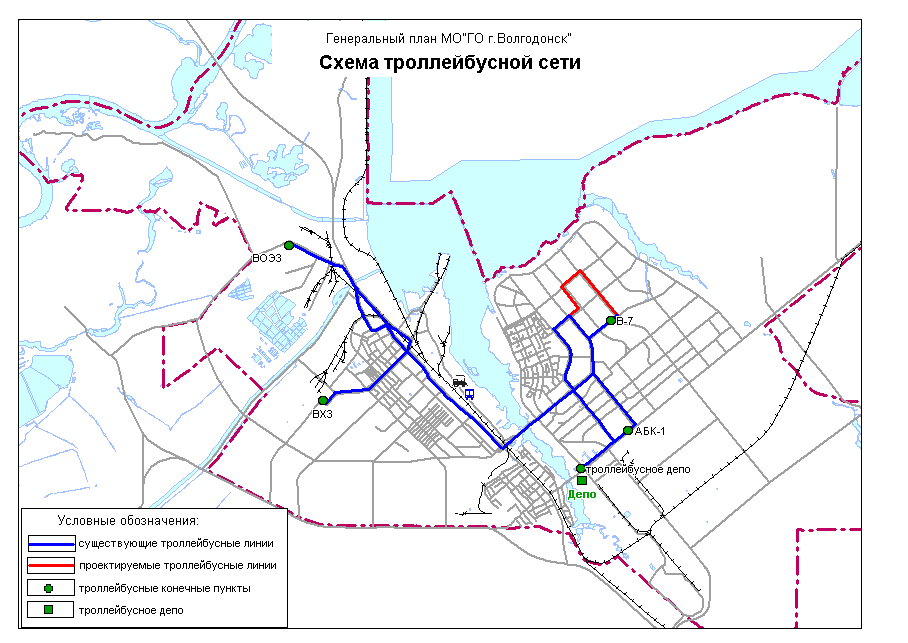 Генеральный план МО"ГО г.Волгодонск"
Схема троллейбусной сети
ВОЭЗ
В-7
ВХЗ
АБК-1
троллейбусное депо
Депо
Условные обозначения:
существующие троллейбусные линии
проектируемые троллейбусные линии
троллейбусные конечные пункты
троллейбусное депо